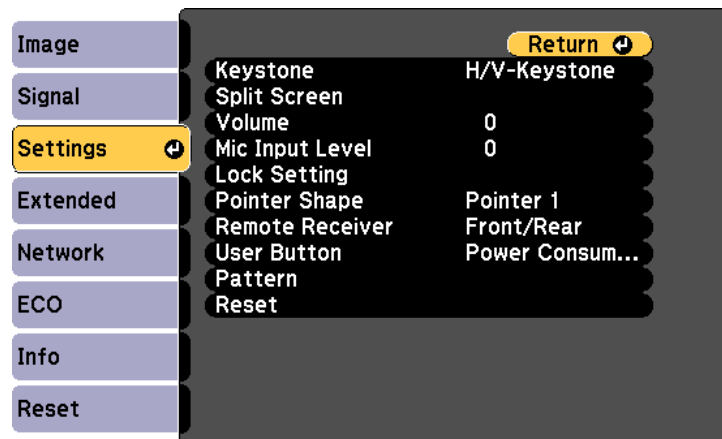 Image
Signal
Settings
Extended
Network
ECO
Info
Reset
Return
Keystone H/V-Keystone
Split Screen
Volume 0
Mic Input Level 0
Lock Setting
Pointer Shape Pointer 1
Remote Receiver Front/Rear
User Button Power Consum...
Pattern
Reset